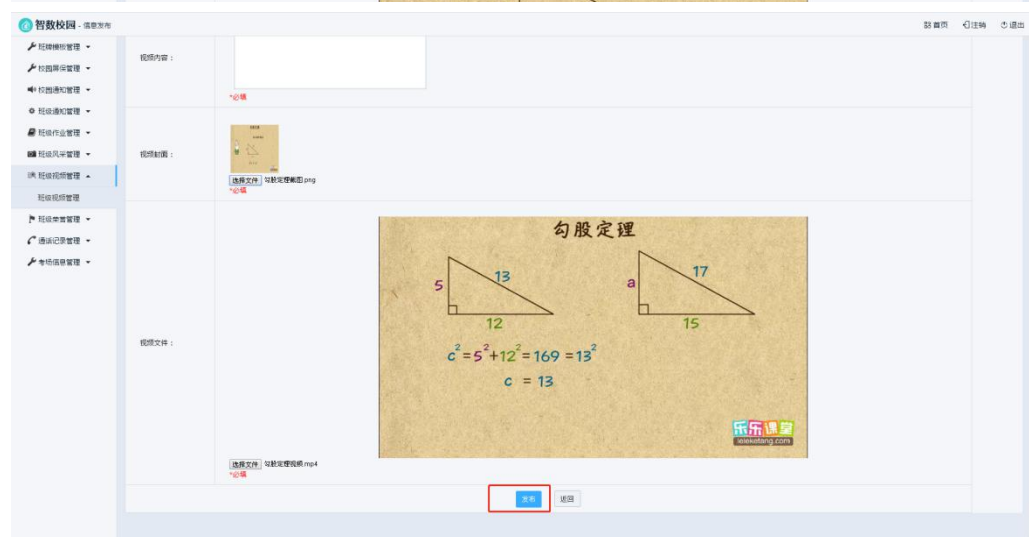 智数校园 - 信息发布
首页 注销 退出
班牌模板管理
校园屏保管理
校园通知管理
班级通知管理
班级作业管理
班级风采管理
班级视频管理
班级视频管理
班级荣誉管理
通话记录管理
考场信息管理
视频内容：
*必填
视频封面：
选择文件 勾股定理截图.png
*必填
视频文件：
勾股定理
5 13 12
a 17 15
c²=5²+12²=169=13²
c = 13
乐乐课堂
leleketang.com
选择文件 勾股定理视频.mp4
*必填
发布 返回